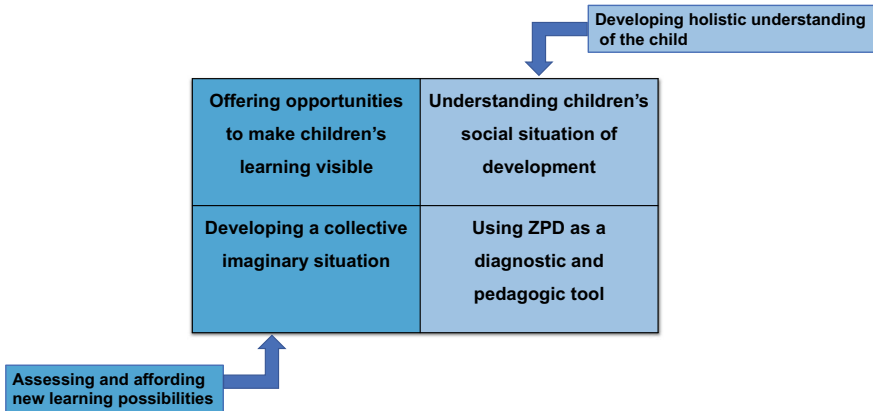 Developing holistic understanding
of the child
Offering opportunities
to make children's
learning visible
Understanding children's
social situation of
development
Developing a collective
imaginary situation
Using ZPD as a
diagnostic and
pedagogic tool
Assessing and affording
new learning possibilities